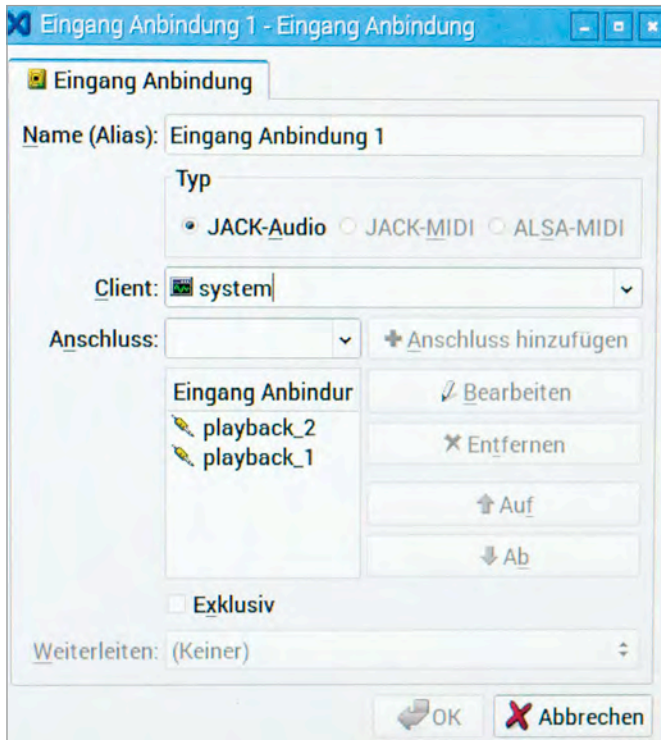 Eingang Anbindung 1 - Eingang Anbindung
Eingang Anbindung
Name (Alias): Eingang Anbindung 1
Typ
JACK-Audio JACK-MIDI ALSA-MIDI
Client: system
Anschluss: Anschluss hinzufügen
Eingang Anbindur Bearbeiten
playback_2
playback_1 Entfernen
Auf
Ab
Exklusiv
Weiterleiten: (Keiner)
OK Abbrechen